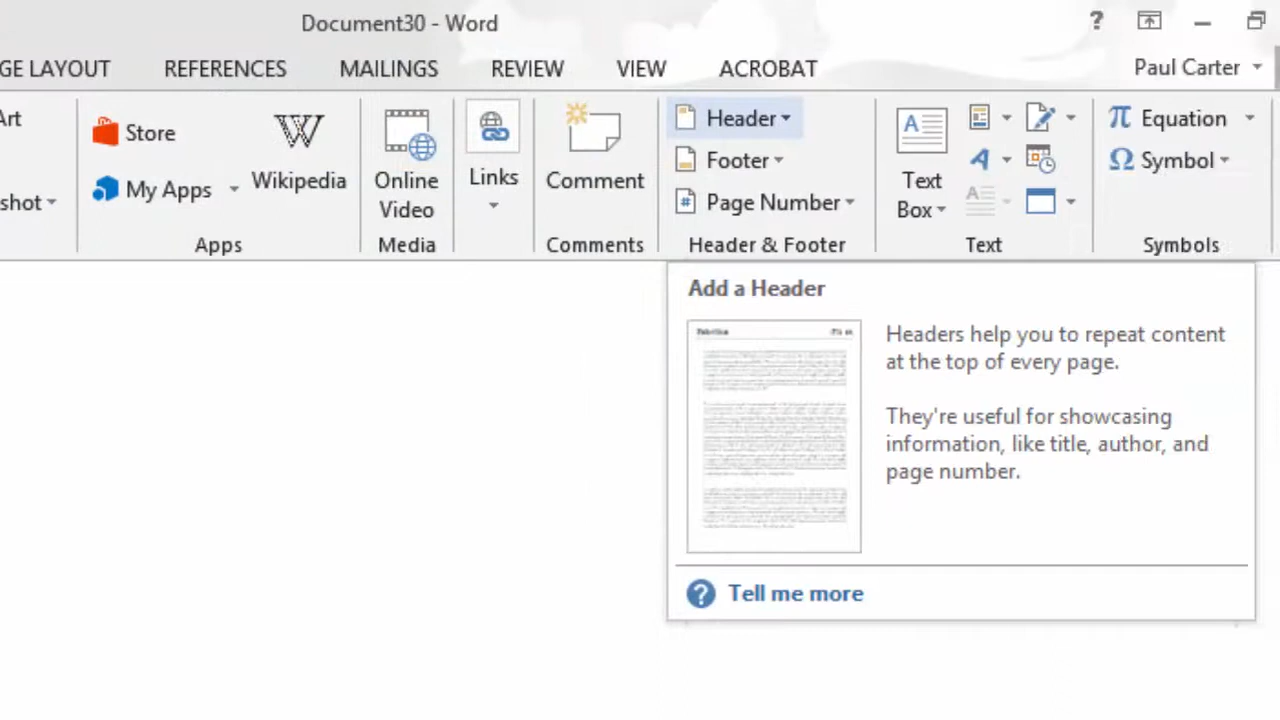 Document30 - Word
?
GE LAYOUT REFERENCES MAILINGS REVIEW VIEW ACROBAT Paul Carter
Art
Store
Wikipedia
My Apps
shot
Apps
Online
Video
Media
Links
Comment
Comments
Header
Footer
# Page Number
Header & Footer
A
Text
Box
A
A
Text
π Equation
Ω Symbol
Symbols
Add a Header
Headers help you to repeat content
at the top of every page.
They're useful for showcasing
information, like title, author, and
page number.
? Tell me more